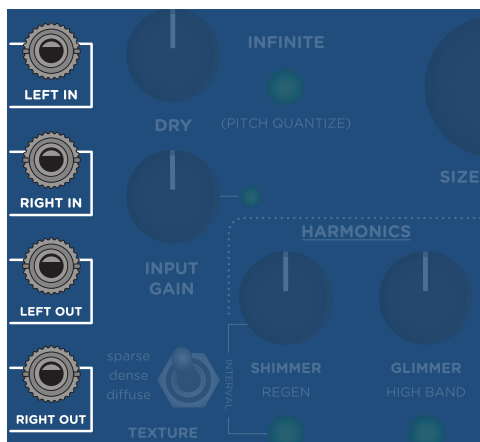 LEFT IN
INFINITE
DRY
(PITCH QUANTIZE)
SIZE
RIGHT IN
HARMONICS
INPUT
GAIN
LEFT OUT
sparse
dense
diffuse
INTERVAL
SHIMMER
GLIMMER
REGEN
HIGH BAND
RIGHT OUT
TEXTURE